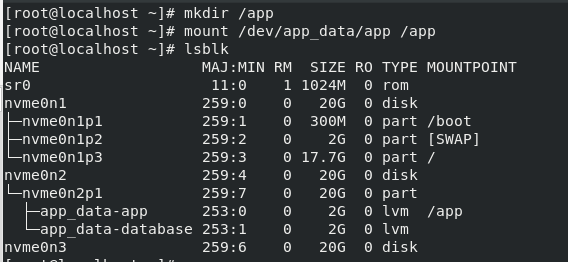 [root@localhost ~]# mkdir /app
[root@localhost ~]# mount /dev/app_data/app /app
[root@localhost ~]# lsblk
NAME                  MAJ:MIN RM  SIZE RO TYPE MOUNTPOINT
sr0                    11:0    1 1024M  0 rom
nvme0n1               259:0    0   20G  0 disk
├─nvme0n1p1           259:1    0  300M  0 part /boot
├─nvme0n1p2           259:2    0    2G  0 part [SWAP]
└─nvme0n1p3           259:3    0 17.7G  0 part /
nvme0n2               259:4    0   20G  0 disk
└─nvme0n2p1           259:7    0   20G  0 part
  ├─app_data-app      253:0    0    2G  0 lvm  /app
  └─app_data-database 253:1    0    2G  0 lvm
nvme0n3               259:6    0   20G  0 disk